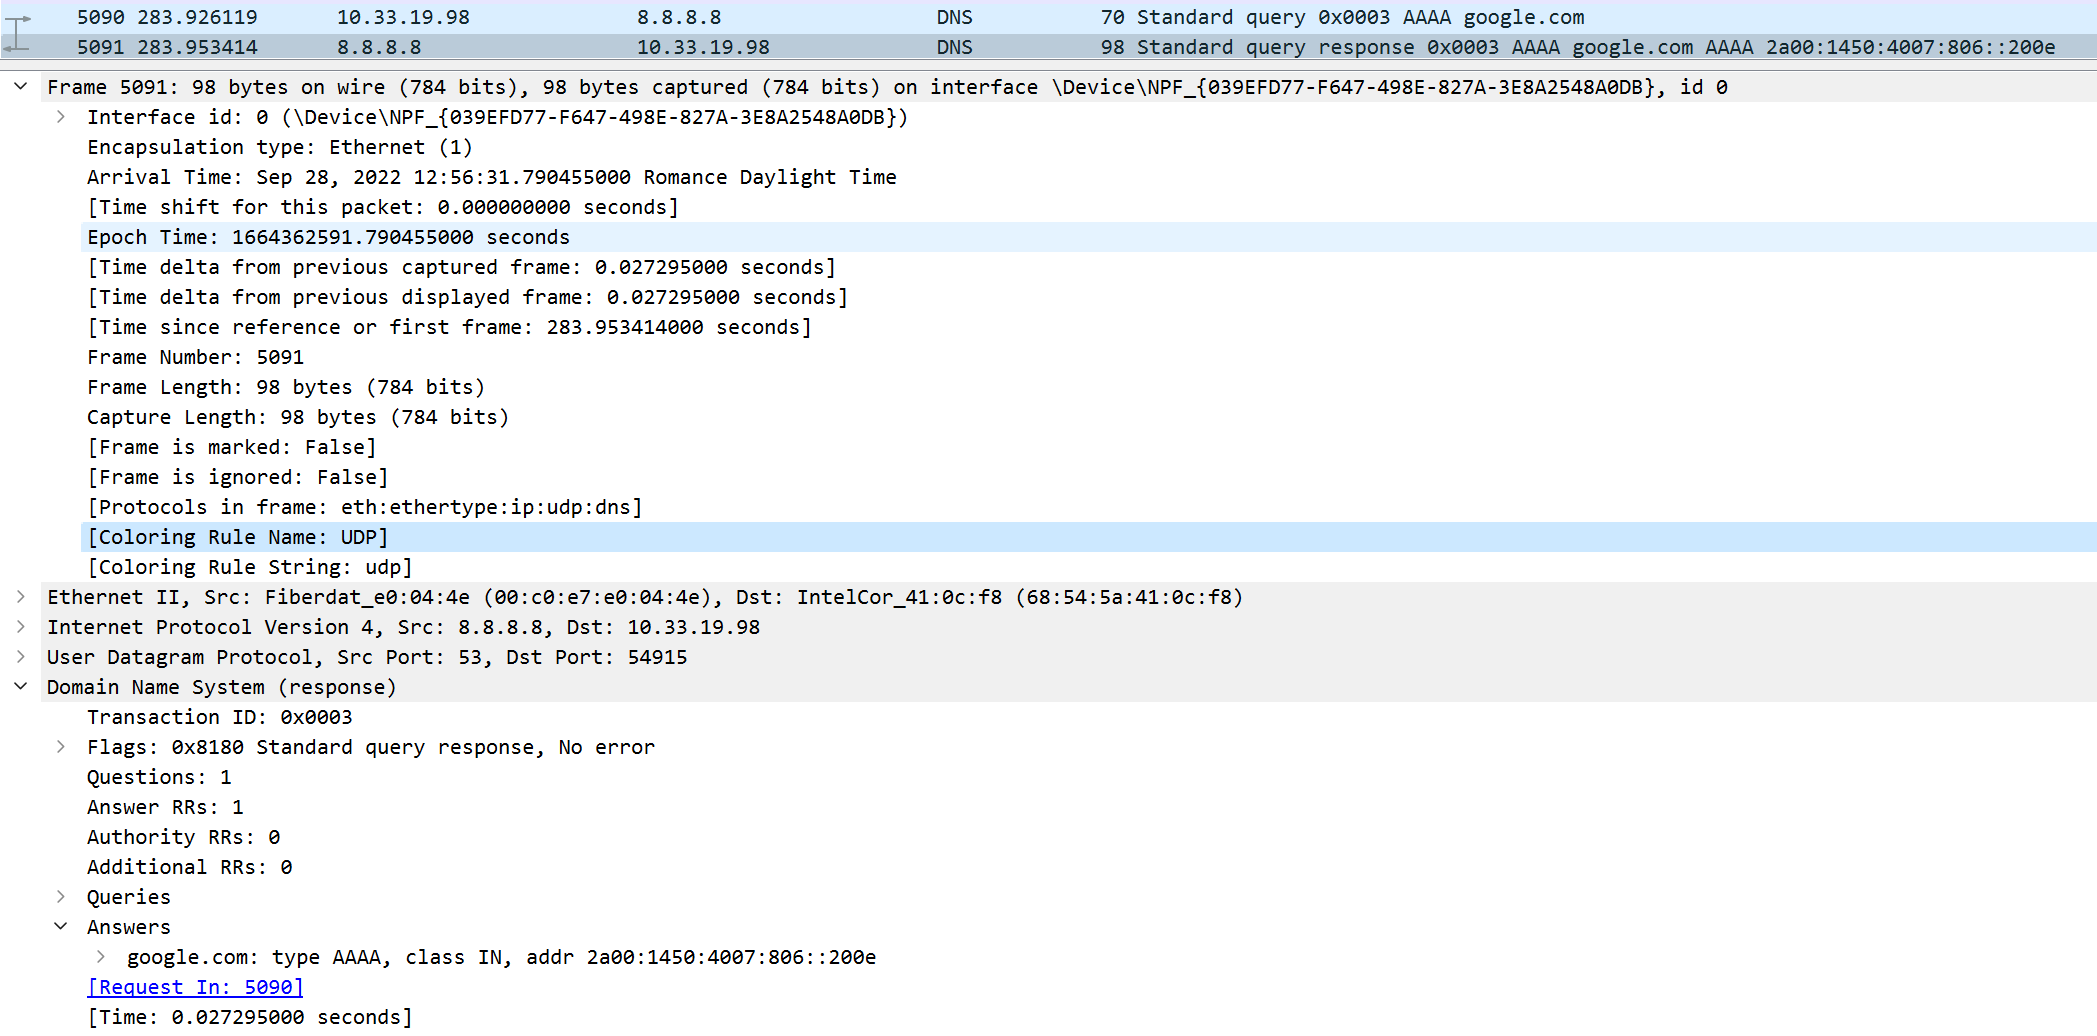 5090 283.926119 10.33.19.98 8.8.8.8 DNS 70 Standard query 0x0003 AAAA google.com
5091 283.953414 8.8.8.8 10.33.19.98 DNS 98 Standard query response 0x0003 AAAA google.com AAAA 2a00:1450:4007:806::200e
Frame 5091: 98 bytes on wire (784 bits), 98 bytes captured (784 bits) on interface \Device\NPF_{039EFD77-F647-498E-827A-3E8A2548A0DB}, id 0
Interface id: 0 (\Device\NPF_{039EFD77-F647-498E-827A-3E8A2548A0DB})
Encapsulation type: Ethernet (1)
Arrival Time: Sep 28, 2022 12:56:31.790455000 Romance Daylight Time
[Time shift for this packet: 0.000000000 seconds]
Epoch Time: 1664362591.790455000 seconds
[Time delta from previous captured frame: 0.027295000 seconds]
[Time delta from previous displayed frame: 0.027295000 seconds]
[Time since reference or first frame: 283.953414000 seconds]
Frame Number: 5091
Frame Length: 98 bytes (784 bits)
Capture Length: 98 bytes (784 bits)
[Frame is marked: False]
[Frame is ignored: False]
[Protocols in frame: eth:ethertype:ip:udp:dns]
[Coloring Rule Name: UDP]
[Coloring Rule String: udp]
Ethernet II, Src: Fiberdat_e0:04:4e (00:c0:e7:e0:04:4e), Dst: IntelCor_41:0c:f8 (68:54:5a:41:0c:f8)
Internet Protocol Version 4, Src: 8.8.8.8, Dst: 10.33.19.98
User Datagram Protocol, Src Port: 53, Dst Port: 54915
Domain Name System (response)
Transaction ID: 0x0003
Flags: 0x8180 Standard query response, No error
Questions: 1
Answer RRs: 1
Authority RRs: 0
Additional RRs: 0
Queries
Answers
google.com: type AAAA, class IN, addr 2a00:1450:4007:806::200e
[Request In: 5090]
[Time: 0.027295000 seconds]